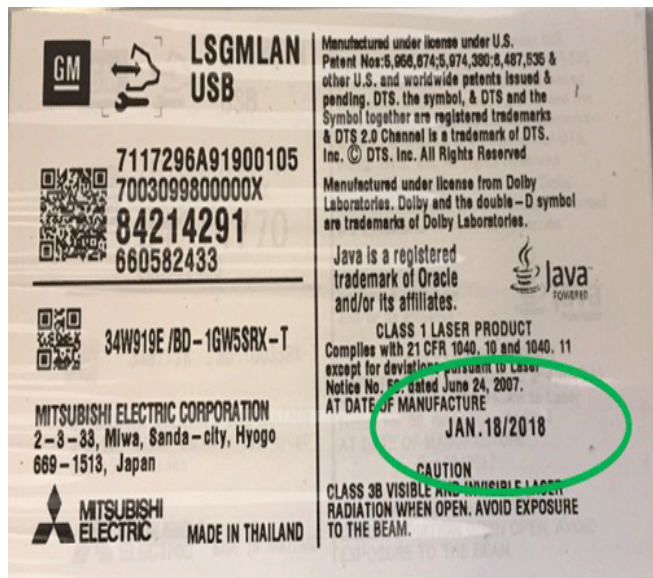 GM
LSGMLAN
USB
7117296A91900105
7003099800000X
84214291
660582433
34W919E /BD-1GW5SRX-T
MITSUBISHI ELECTRIC CORPORATION
2-3-33, Miwa, Sanda-city, Hyogo
669-1513, Japan
MITSUBISHI
ELECTRIC
MADE IN THAILAND
Manufactured under license under U.S.
Patent Nos:5,956,674;5,974,380;6,487,535 &
other U.S. and worldwide patents issued &
pending. DTS. the symbol, & DTS and the
Symbol together are registered trademarks
& DTS 2.0 Channel is a trademark of DTS.
Inc. © DTS. Inc. All Rights Reserved
Manufactured under license from Dolby
Laboratories. Dolby and the double-D symbol
are trademarks of Dolby Laboratories.
Java is a registered
trademark of Oracle
and/or its affiliates.
Java
POWERED
CLASS 1 LASER PRODUCT
Complies with 21 CFR 1040. 10 and 1040. 11
except for deviations pursuant to Laser
Notice No. 50, dated June 24, 2007.
AT DATE OF MANUFACTURE
JAN.18/2018
CAUTION
CLASS 3B VISIBLE AND INVISIBLE LASER
RADIATION WHEN OPEN. AVOID EXPOSURE
TO THE BEAM.